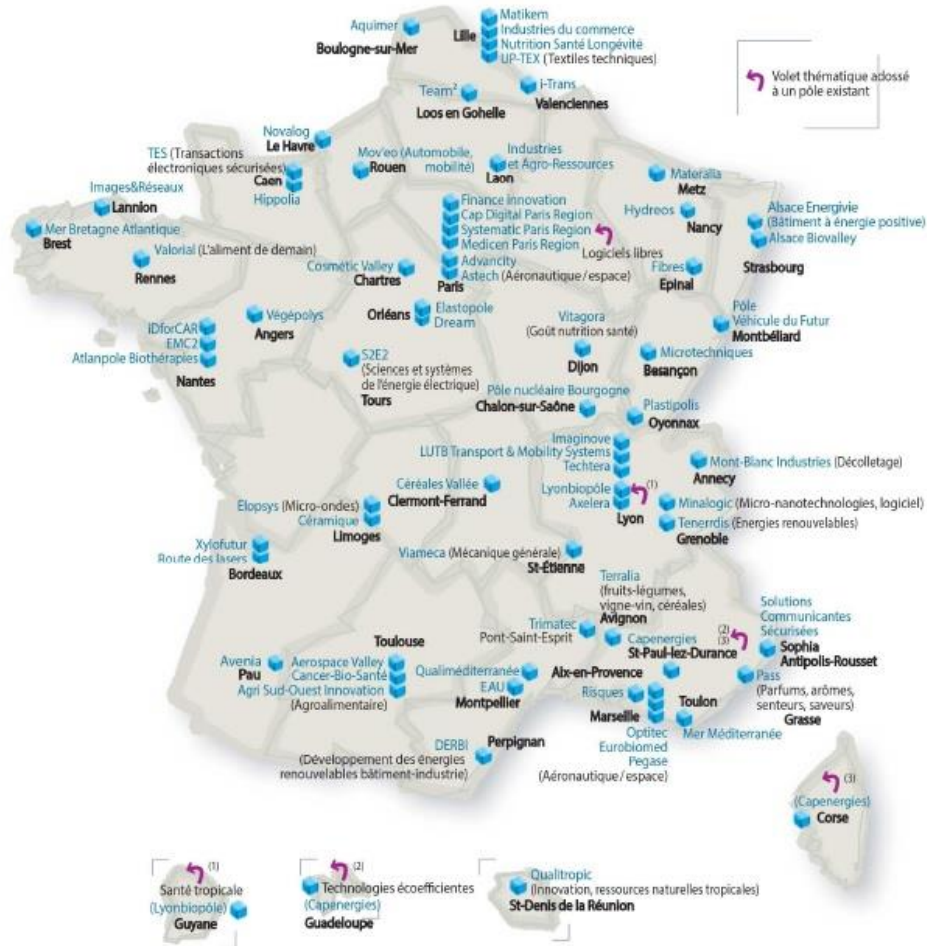 Aquimer
Boulogne-sur-Mer
Matikem
Industries du commerce
Nutrition Santé Longévité
UP-TEX (Textiles techniques)
Lille
Volet thématique adossé
à un pôle existant
Team²
Loos en Gohelle
i-Trans
Valenciennes
Novalog
Le Havre
TES (Transactions
électroniques sécurisées)
Caen
Hippolia
Mov'eo (Automobile,
mobilité)
Rouen
Industries
et Agro-Ressources
Laon
Materalia
Metz
Images&Réseaux
Lannion
Mer Bretagne Atlantique
Brest
Valorial (L'aliment de demain)
Rennes
Finance innovation
Cap Digital Paris Region
Systematic Paris Region
Medicen Paris Region
Logiciels libres
Advancity
Astech (Aéronautique/espace)
Paris
Hydreos
Nancy
Alsace Energivie
(Bâtiment à énergie positive)
Alsace Biovalley
Strasbourg
Cosmetic Valley
Chartres
Fibres
Epinal
Orléans
Elastopole
Dream
Végépolys
Angers
iDforCAR
EMC2
Atlanpole Biothérapies
Nantes
S2E2
(Sciences et systèmes
de l'énergie électrique)
Tours
Vitagora
(Goût nutrition santé)
Dijon
Pôle
Véhicule du Futur
Montbéliard
Microtechniques
Besançon
Pôle nucléaire Bourgogne
Chalon-sur-Saône
Plastipolis
Oyonnax
Imaginove
LUTB Transport & Mobility Systems
Techtera
Lyonbiopôle
(1)
Axelera
Lyon
Mont-Blanc Industries (Décolletage)
Annecy
Minalogic (Micro-nanotechnologies, logiciel)
Tenerrdis (Energies renouvelables)
Grenoble
Céréales Vallée
Clermont-Ferrand
Elopsys (Micro-ondes)
Céramique
Limoges
Xylofutur
Route des lasers
Bordeaux
Viameca (Mécanique générale)
St-Étienne
Terralia
(fruits-légumes,
vigne-vin, céréales)
Avignon
Trimatec
Pont-Saint-Esprit
Capenergies
(2)
(3)
St-Paul-lez-Durance
Solutions
Communicantes
Sécurisées
Sophia
Antipolis-Rousset
Toulouse
Aerospace Valley
Cancer-Bio-Santé
Agri Sud-Ouest Innovation
(Agroalimentaire)
Avenia
Pau
Qualiméditerranée
EAU
Montpellier
Aix-en-Provence
Risques
Marseille
Optitec
Eurobiomed
Pegase
(Aéronautique/espace)
Toulon
Mer Méditerranée
Pass
(Parfums, arômes,
senteurs, saveurs)
Grasse
Perpignan
DERBI
(Développement des énergies
renouvelables bâtiment-industrie)
(3)
(Capenergies)
Corse
(1)
Santé tropicale
(Lyonbiopôle)
Guyane
(2)
Technologies écoefficientes
(Capenergies)
Guadeloupe
Qualitropic
(Innovation, ressources naturelles tropicales)
St-Denis de la Réunion